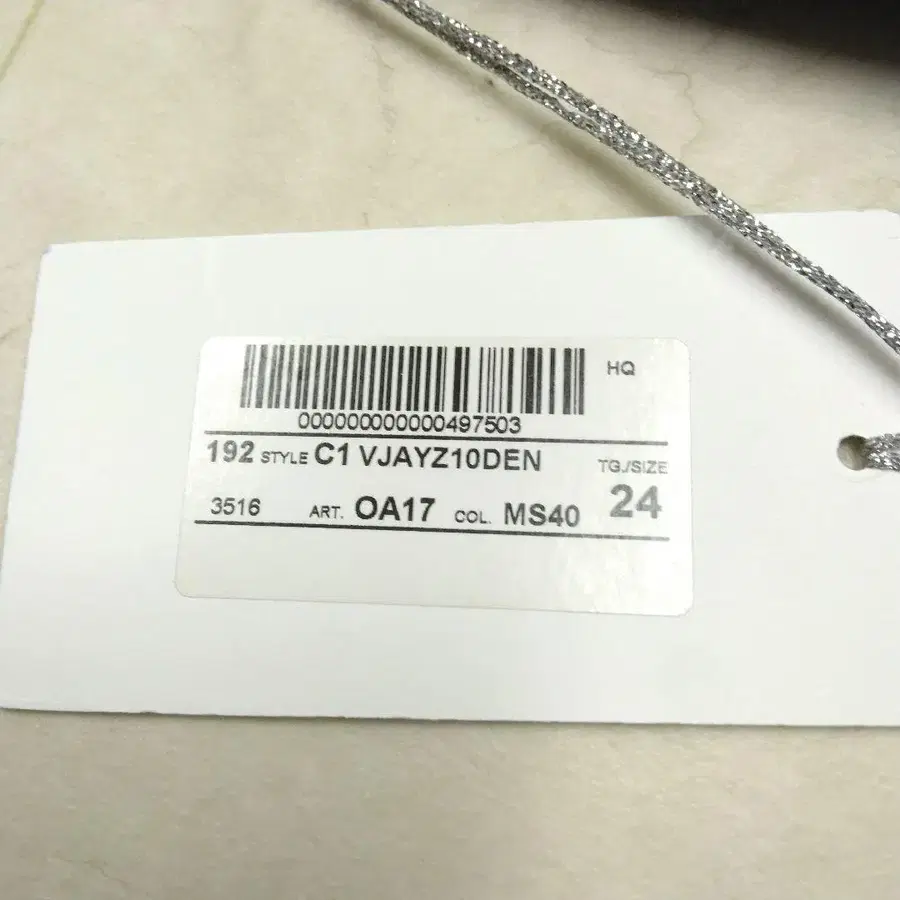 HQ
000000000000497503
192 STYLE C1 VJAYZ10DEN TG./SIZE
3516 ART. OA17 COL. MS40 24